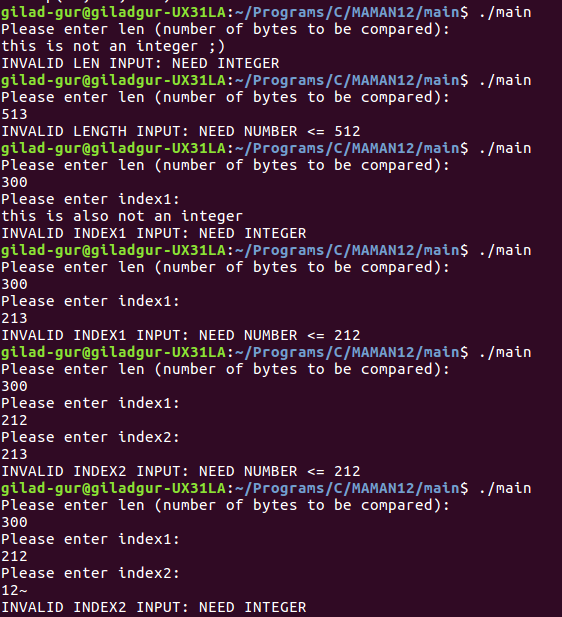 gilad-gur@giladgur-UX31LA:~/Programs/C/MAMAN12/main$ ./main
Please enter len (number of bytes to be compared):
this is not an integer ;)
INVALID LEN INPUT: NEED INTEGER
gilad-gur@giladgur-UX31LA:~/Programs/C/MAMAN12/main$ ./main
Please enter len (number of bytes to be compared):
513
INVALID LENGTH INPUT: NEED NUMBER <= 512
gilad-gur@giladgur-UX31LA:~/Programs/C/MAMAN12/main$ ./main
Please enter len (number of bytes to be compared):
300
Please enter index1:
this is also not an integer
INVALID INDEX1 INPUT: NEED INTEGER
gilad-gur@giladgur-UX31LA:~/Programs/C/MAMAN12/main$ ./main
Please enter len (number of bytes to be compared):
300
Please enter index1:
213
INVALID INDEX1 INPUT: NEED NUMBER <= 212
gilad-gur@giladgur-UX31LA:~/Programs/C/MAMAN12/main$ ./main
Please enter len (number of bytes to be compared):
300
Please enter index1:
212
Please enter index2:
213
INVALID INDEX2 INPUT: NEED NUMBER <= 212
gilad-gur@giladgur-UX31LA:~/Programs/C/MAMAN12/main$ ./main
Please enter len (number of bytes to be compared):
300
Please enter index1:
212
Please enter index2:
12~
INVALID INDEX2 INPUT: NEED INTEGER